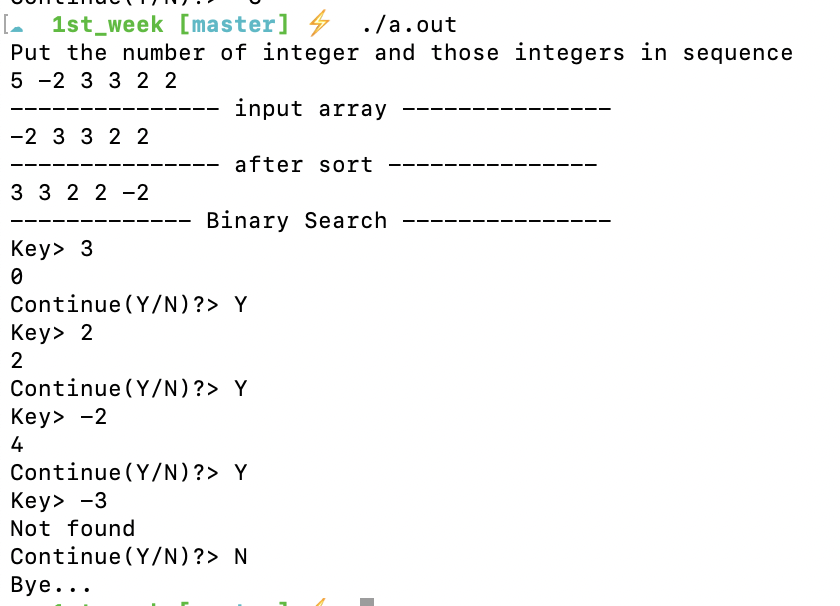 1st_week [master] ⚡ ./a.out
Put the number of integer and those integers in sequence
5 -2 3 3 2 2
--------------- input array ---------------
-2 3 3 2 2
--------------- after sort ---------------
3 3 2 2 -2
------------- Binary Search ---------------
Key> 3
0
Continue(Y/N)?> Y
Key> 2
2
Continue(Y/N)?> Y
Key> -2
4
Continue(Y/N)?> Y
Key> -3
Not found
Continue(Y/N)?> N
Bye...